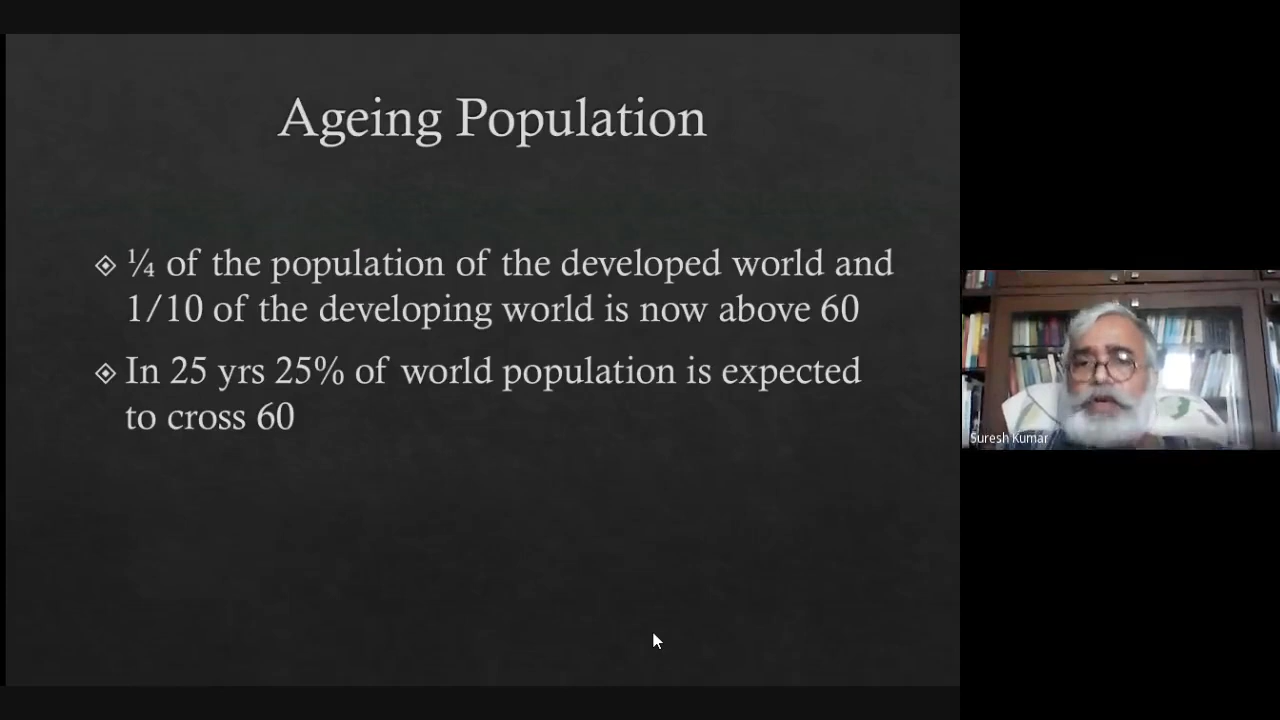 Ageing Population
¼ of the population of the developed world and
1/10 of the developing world is now above 60
In 25 yrs 25% of world population is expected
to cross 60
Suresh Kumar